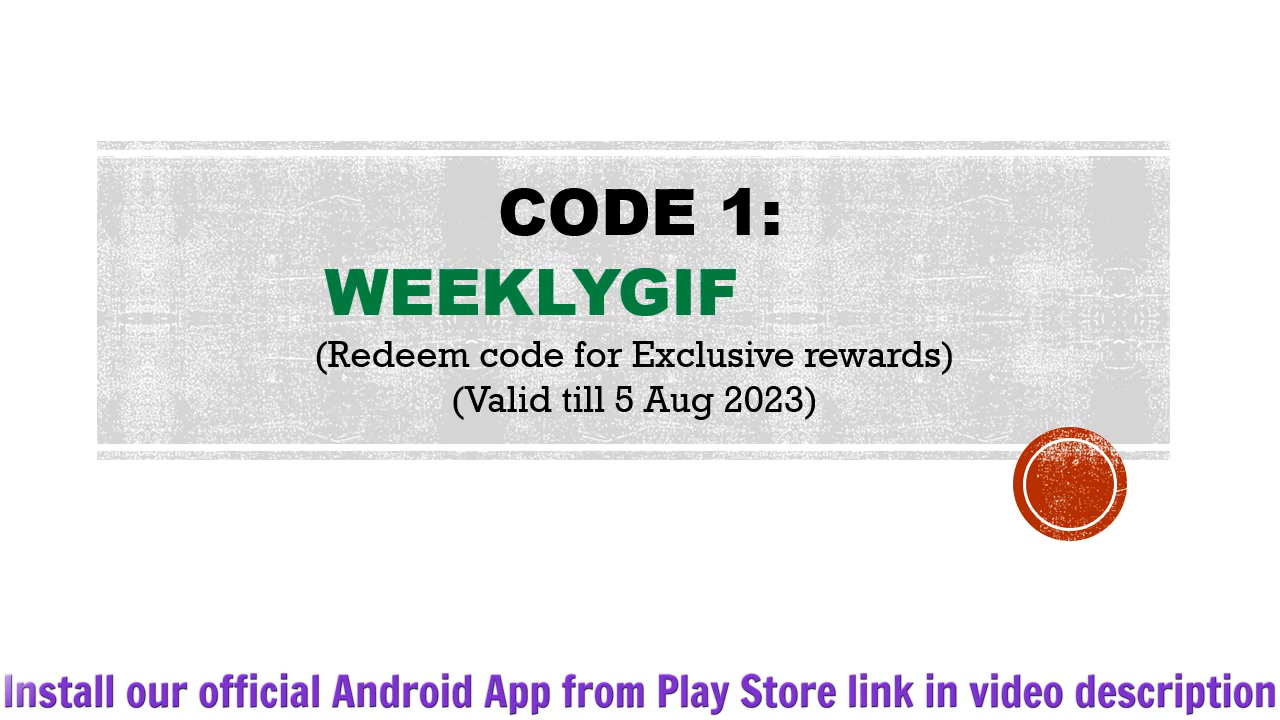 CODE 1:
WEEKLYGIF
(Redeem code for Exclusive rewards)
(Valid till 5 Aug 2023)
Install our official Android App from Play Store link in video description